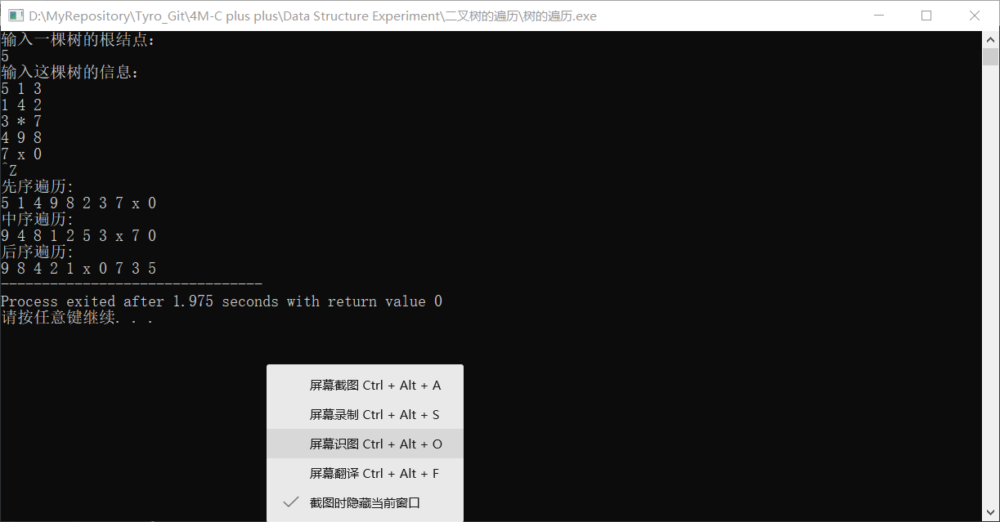 D:\MyRepository\Tyro_Git\4M-C plus plus\Data Structure Experiment\二叉树的遍历\树的遍历.exe
输入一棵树的根结点:
5
输入这棵树的信息:
5 1 3
1 4 2
3 * 7
4 9 8
7 x 0
^Z
先序遍历:
5 1 4 9 8 2 3 7 x 0
中序遍历:
9 4 8 1 2 5 3 x 7 0
后序遍历:
9 8 4 2 1 x 0 7 3 5
--------------------------------
Process exited after 1.975 seconds with return value 0
请按任意键继续. . .
屏幕截图 Ctrl + Alt + A
屏幕录制 Ctrl + Alt + S
屏幕识图 Ctrl + Alt + O
屏幕翻译 Ctrl + Alt + F
截图时隐藏当前窗口